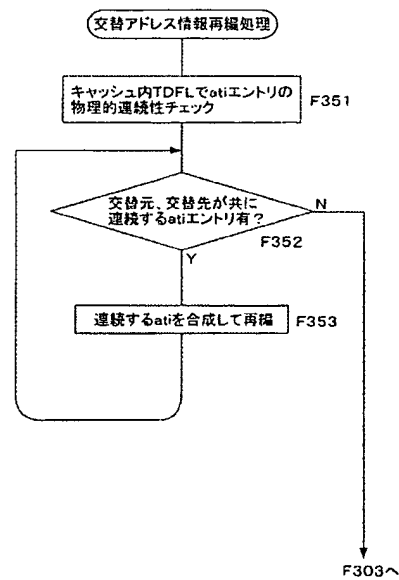 交替アドレス情報再編処理
キャッシュ内TDFLでatiエントリの
物理的連続性チェック
F351
交替元、交替先が共に
連続するatiエントリ有？
N
F352
Y
連続するatiを合成して再編
F353
F303へ